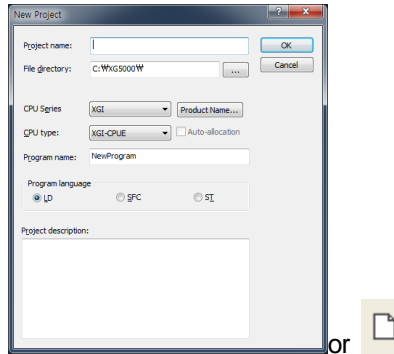 New Project
Project name:
OK
File directory:
C:₩XG5000₩
...
Cancel
CPU Series
XGI
Product Name...
CPU type:
XGI-CPUE
Auto-allocation
Program name:
NewProgram
Program language
LD
SFC
ST
Project description:
or